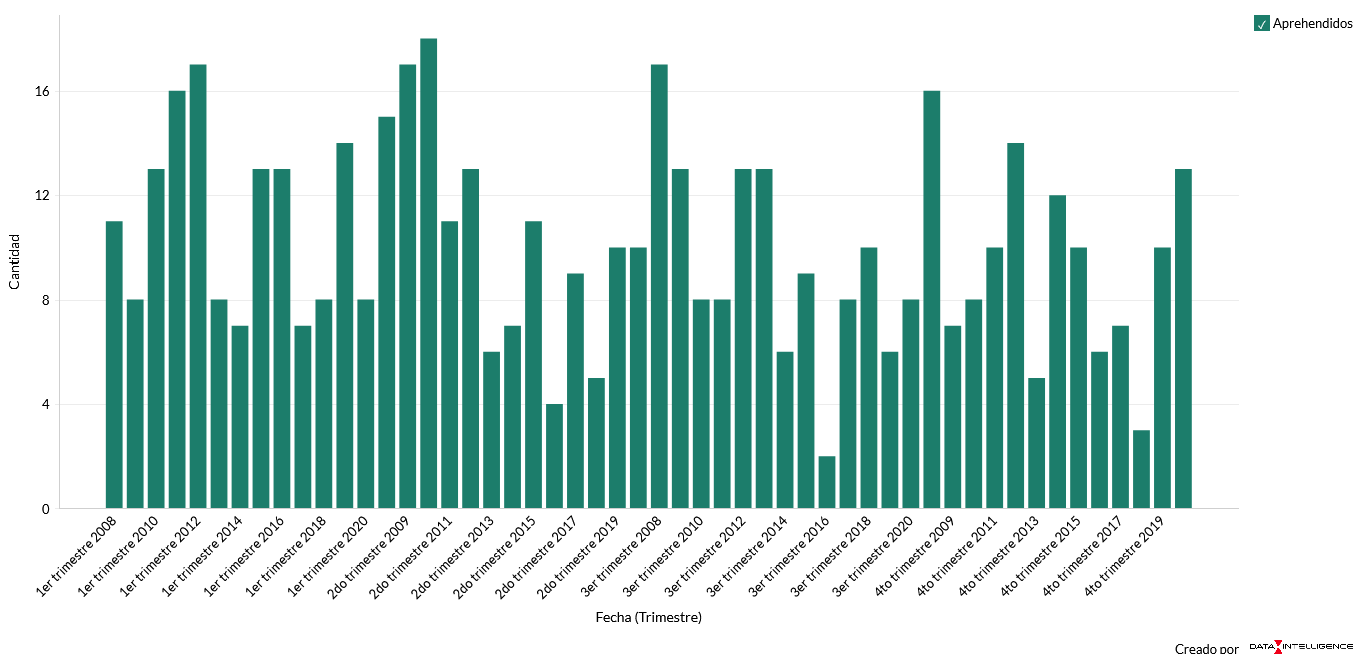 ✓ Aprehendidos
16
12
8
4
0
Cantidad
1er trimestre 2008
1er trimestre 2010
1er trimestre 2012
1er trimestre 2014
1er trimestre 2016
1er trimestre 2018
1er trimestre 2020
2do trimestre 2009
2do trimestre 2011
2do trimestre 2013
2do trimestre 2015
2do trimestre 2017
2do trimestre 2019
3er trimestre 2008
3er trimestre 2010
3er trimestre 2012
3er trimestre 2014
3er trimestre 2016
3er trimestre 2018
3er trimestre 2020
4to trimestre 2009
4to trimestre 2011
4to trimestre 2013
4to trimestre 2015
4to trimestre 2017
4to trimestre 2019
Fecha (Trimestre)
Creado por DATA INTELLIGENCE